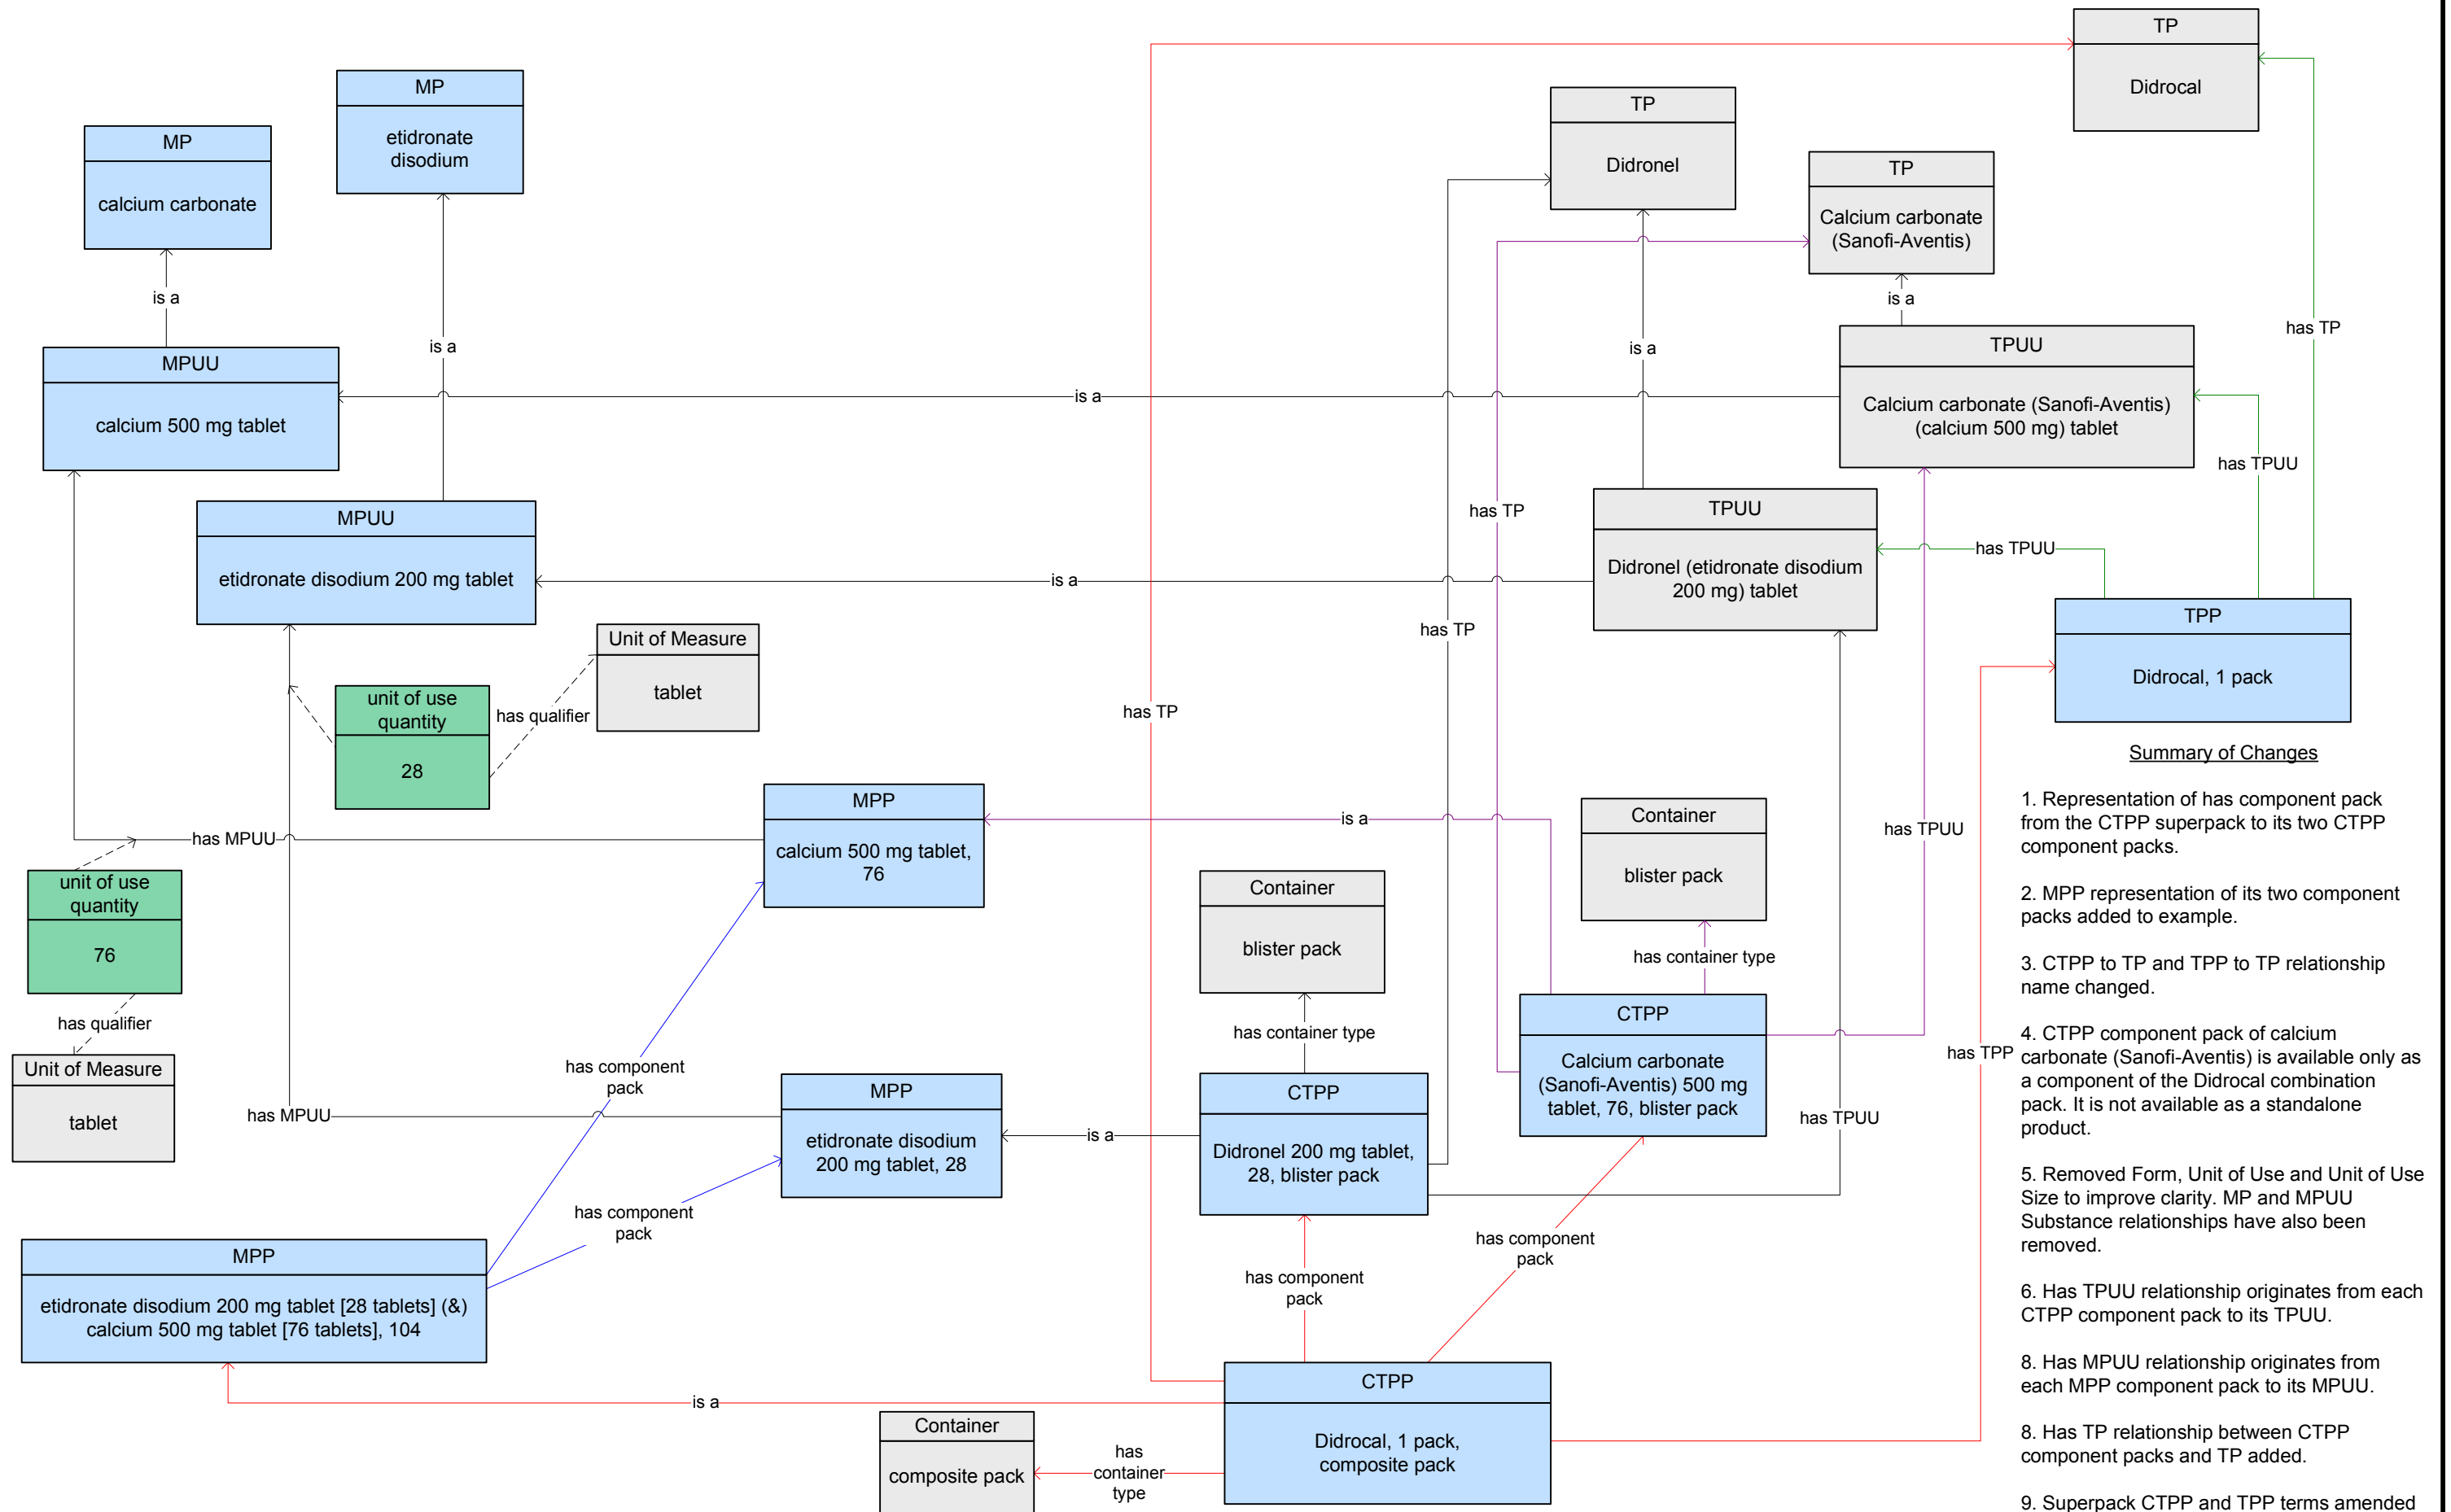 TP
Didrocal
MP
etidronate
disodium
TP
Didronel
MP
calcium carbonate
TP
Calcium carbonate
(Sanofi-Aventis)
is a
is a
has TP
MPUU
calcium 500 mg tablet
is a
is a
TPUU
Calcium carbonate (Sanofi-Aventis)
(calcium 500 mg) tablet
is a
has TPUU
MPUU
etidronate disodium 200 mg tablet
has TP
TPUU
Didronel (etidronate disodium
200 mg) tablet
has TPUU
is a
has TP
TPP
Didrocal, 1 pack
Unit of Measure
tablet
unit of use
quantity
28
has qualifier
has TP
Summary of Changes
1. Representation of has component pack
from the CTPP superpack to its two CTPP
component packs.
2. MPP representation of its two component
packs added to example.
3. CTPP to TP and TPP to TP relationship
name changed.
4. CTPP component pack of calcium
carbonate (Sanofi-Aventis) is available only as
a component of the Didrocal combination
pack. It is not available as a standalone
product.
5. Removed Form, Unit of Use and Unit of Use
Size to improve clarity. MP and MPUU
Substance relationships have also been
removed.
6. Has TPUU relationship originates from each
CTPP component pack to its TPUU.
8. Has MPUU relationship originates from
each MPP component pack to its MPUU.
8. Has TP relationship between CTPP
component packs and TP added.
9. Superpack CTPP and TPP terms amended
MPP
calcium 500 mg tablet,
76
is a
Container
blister pack
has TPUU
has MPUU
unit of use
quantity
76
Container
blister pack
has container type
has qualifier
Unit of Measure
tablet
has container type
CTPP
Calcium carbonate
(Sanofi-Aventis) 500 mg
tablet, 76, blister pack
has TPP
has component
pack
MPP
etidronate disodium
200 mg tablet, 28
has MPUU
is a
CTPP
Didronel 200 mg tablet,
28, blister pack
has TPUU
has component
pack
MPP
etidronate disodium 200 mg tablet [28 tablets] (&)
calcium 500 mg tablet [76 tablets], 104
has component
pack
has component
pack
is a
CTPP
Didrocal, 1 pack,
composite pack
Container
composite pack
has
container
type